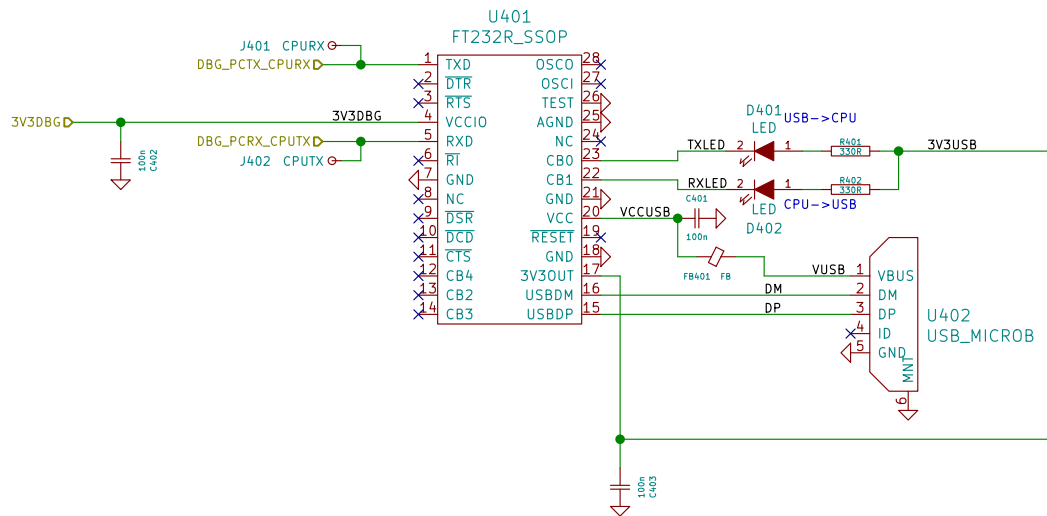 U401
FT232R_SSOP
J401 CPURX
DBG_PCTX_CPURX
3V3DBG
3V3DBG
DBG_PCRX_CPUTX
J402 CPUTX
100n
C402
1 TXD
2 DTR
3 RTS
4 VCCIO
5 RXD
6 RI
7 GND
8 NC
9 DSR
10 DCD
11 CTS
12 CB4
13 CB2
14 CB3
OSCO 28
OSCI 27
TEST 26
AGND 25
NC 24
CB0 23
CB1 22
GND 21
VCC 20
RESET 19
GND 18
3V3OUT 17
USBDM 16
USBDP 15
D401
LED
USB->CPU
TXLED 2 1
R401
330R
3V3USB
RXLED 2 1
R402
330R
LED
D402
CPU->USB
C401
100n
VCCUSB
FB401 FB
VUSB
DM
DP
1 VBUS
2 DM
3 DP
4 ID
5 GND
MNT
6
U402
USB_MICROB
100n
C403